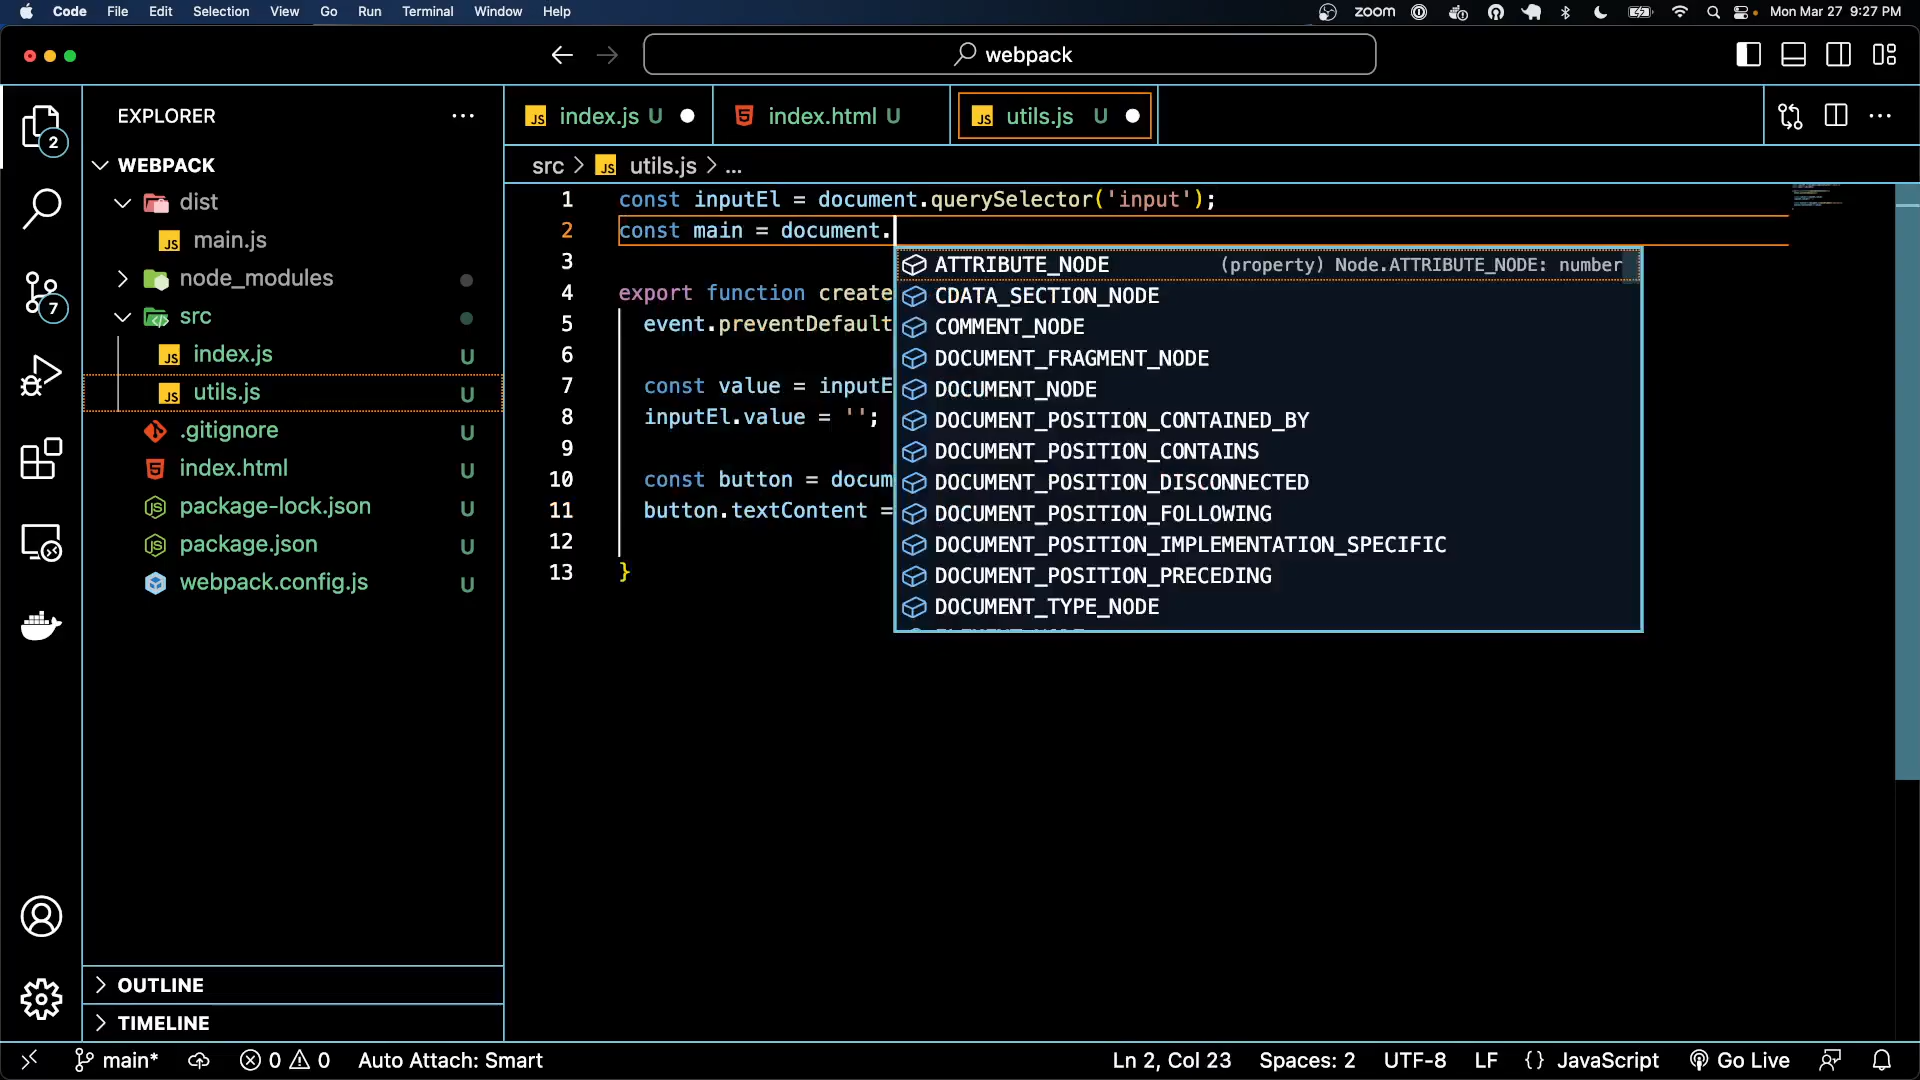 Code File Edit Selection View Go Run Terminal Window Help zoom Mon Mar 27 9:27 PM
webpack
EXPLORER
index.js U
index.html U
utils.js U
2
WEBPACK
src > JS utils.js > ...
dist
JS main.js
node_modules
7
src
JS index.js U
JS utils.js U
.gitignore U
index.html U
package-lock.json U
package.json U
webpack.config.js U
OUTLINE
TIMELINE
1 const inputEl = document.querySelector('input');
2 const main = document.
3
4 export function create
5 event.preventDefault
6
7 const value = inputE
8 inputEl.value = '';
9
10 const button = docum
11 button.textContent =
12
13 }
ATTRIBUTE_NODE (property) Node.ATTRIBUTE_NODE: number
CDATA_SECTION_NODE
COMMENT_NODE
DOCUMENT_FRAGMENT_NODE
DOCUMENT_NODE
DOCUMENT_POSITION_CONTAINED_BY
DOCUMENT_POSITION_CONTAINS
DOCUMENT_POSITION_DISCONNECTED
DOCUMENT_POSITION_FOLLOWING
DOCUMENT_POSITION_IMPLEMENTATION_SPECIFIC
DOCUMENT_POSITION_PRECEDING
DOCUMENT_TYPE_NODE
main* 0 0 Auto Attach: Smart Ln 2, Col 23 Spaces: 2 UTF-8 LF {} JavaScript Go Live